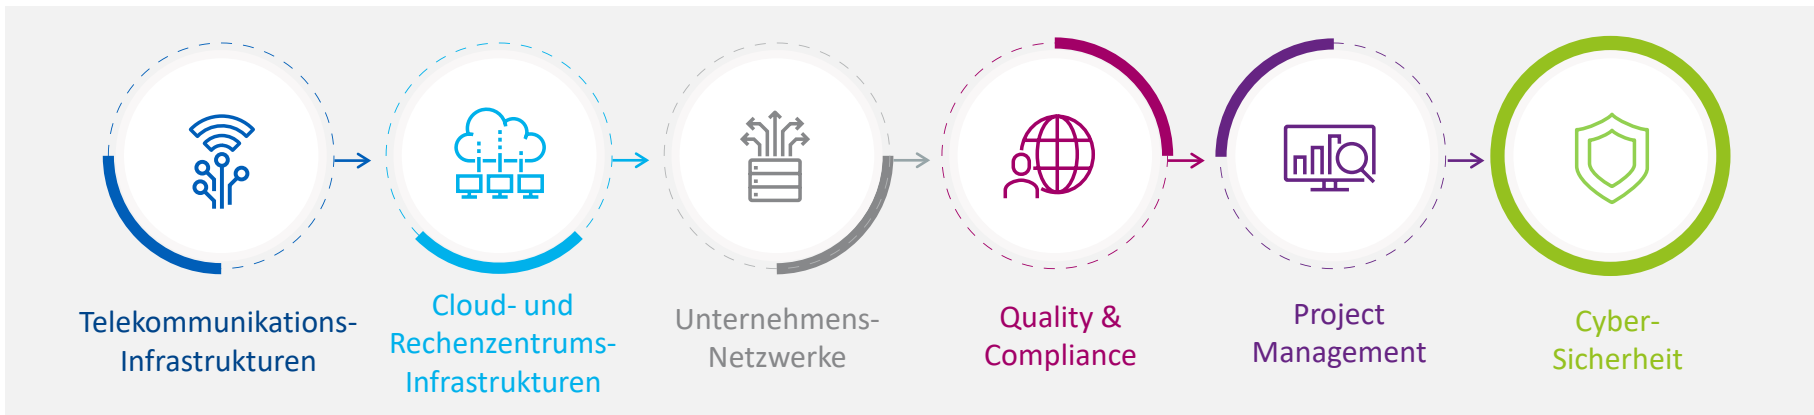 Telekommunikations-
Infrastrukturen
Cloud- und
Rechenzentrums-
Infrastrukturen
Unternehmens-
Netzwerke
Quality &
Compliance
Project
Management
Cyber-
Sicherheit